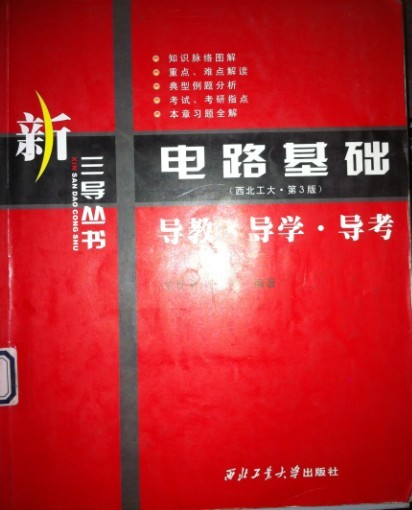 知识脉络图解
重点、难点解读
典型例题分析
考试、考研指点
本章习题全解
新
三导丛书
XIN SAN DAO CONG SHU
电路基础
(西北工大·第3版)
导教·导学·导考
编著
西北工业大学出版社